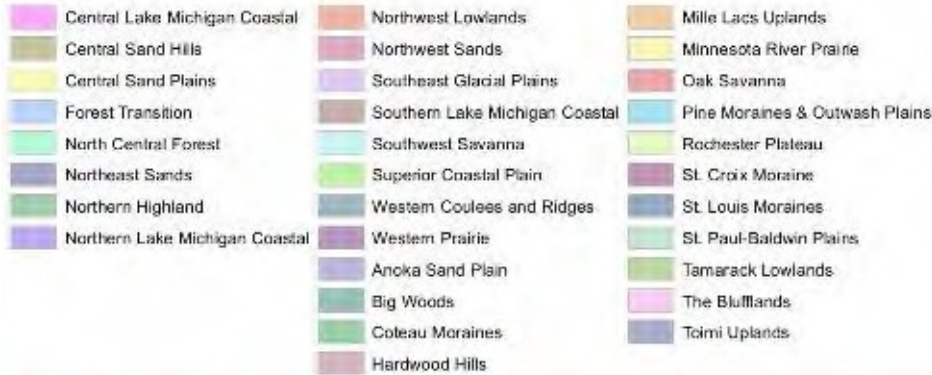 Central Lake Michigan Coastal
Central Sand Hills
Central Sand Plains
Forest Transition
North Central Forest
Northeast Sands
Northern Highland
Northern Lake Michigan Coastal
Northwest Lowlands
Northwest Sands
Southeast Glacial Plains
Southern Lake Michigan Coastal
Southwest Savanna
Superior Coastal Plain
Western Coulees and Ridges
Western Prairie
Anoka Sand Plain
Big Woods
Coteau Moraines
Hardwood Hills
Mille Lacs Uplands
Minnesota River Prairie
Oak Savanna
Pine Moraines & Outwash Plains
Rochester Plateau
St. Croix Moraine
St. Louis Moraines
St. Paul-Baldwin Plains
Tamarack Lowlands
The Blufflands
Toimi Uplands